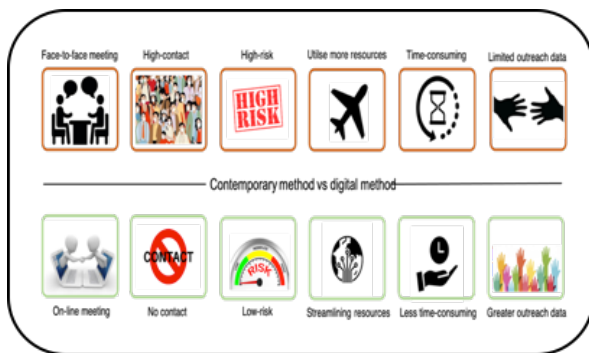 Face-to-face meeting High-contact High-risk Utilise more resources Time-consuming Limited outreach data
HIGH
RISK
Contemporary method vs digital method
CONTACT
RISK
On-line meeting No contact Low-risk Streamlining resources Less time-consuming Greater outreach data